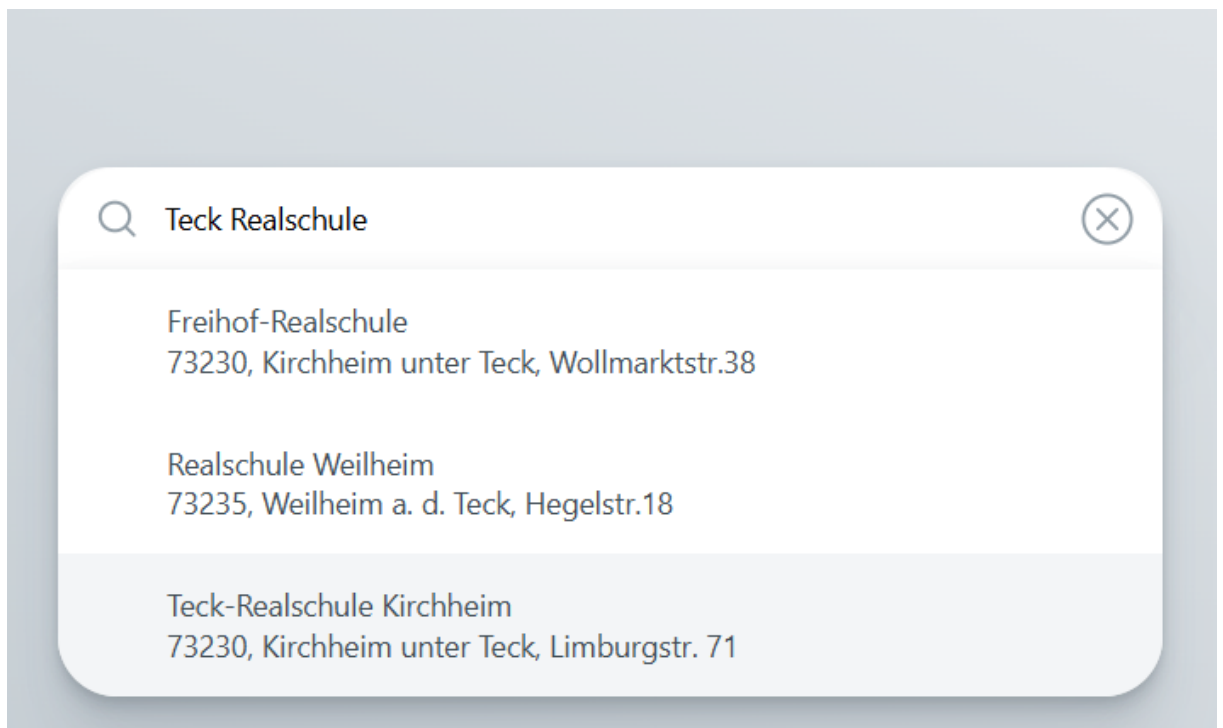 Teck Realschule
Freihof-Realschule
73230, Kirchheim unter Teck, Wollmarktstr.38
Realschule Weilheim
73235, Weilheim a. d. Teck, Hegelstr.18
Teck-Realschule Kirchheim
73230, Kirchheim unter Teck, Limburgstr. 71